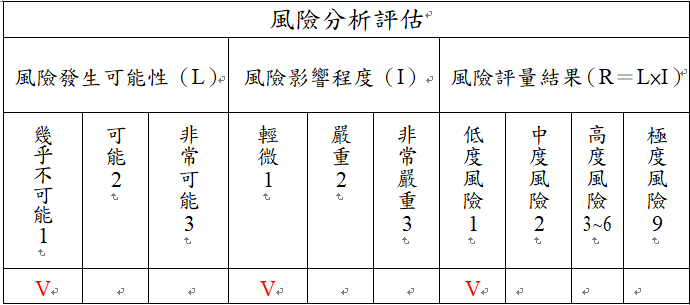 風險分析評估
風險發生可能性（L） 風險影響程度（I） 風險評量結果（R＝L×I）
幾乎不可能1 可能2 非常可能3 輕微1 嚴重2 非常嚴重3 低度風險1 中度風險2 高度風險3~6 極度風險9
V V V